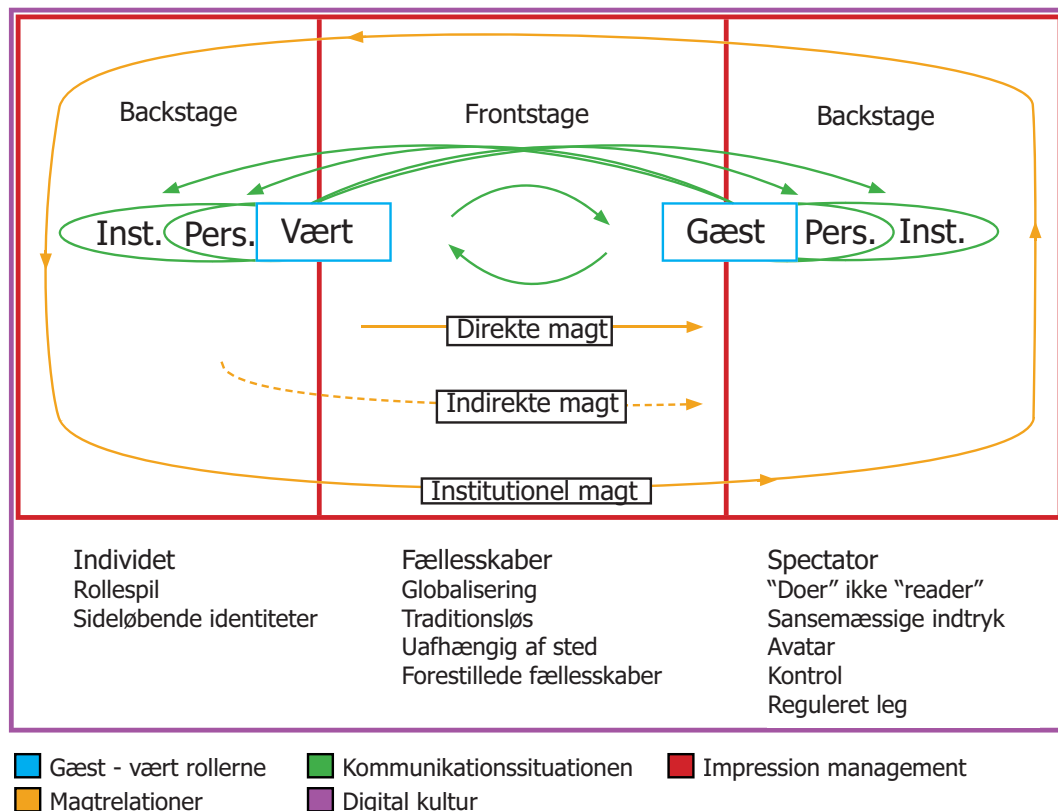 Backstage
Frontstage
Backstage
Inst.
Pers.
Vært
Gæst
Pers.
Inst.
Direkte magt
Indirekte magt
Institutionel magt
Individet
Rollespil
Sideløbende identiteter
Fællesskaber
Globalisering
Traditionsløs
Uafhængig af sted
Forestillede fællesskaber
Spectator
“Doer” ikke “reader”
Sansemæssige indtryk
Avatar
Kontrol
Reguleret leg
Gæst - vært rollerne
Kommunikationssituationen
Impression management
Magtrelationer
Digital kultur